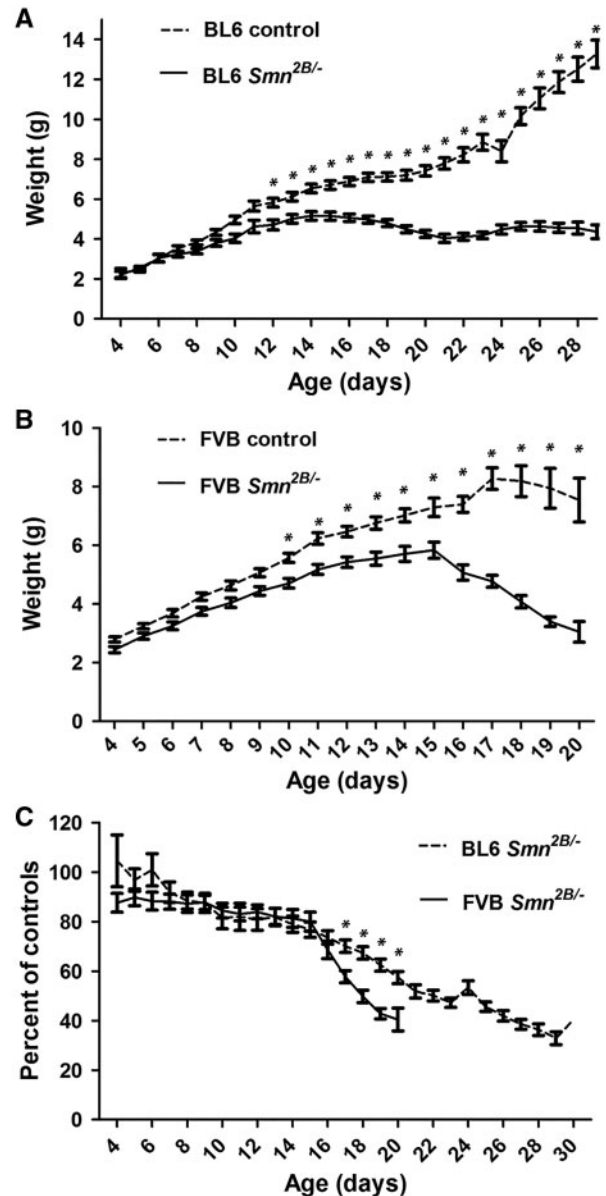 A
BL6 control
BL6 Smn2B/-
Weight (g)
14
12
10
8
6
4
2
0
* * * * * * * * * * * * * * * * * *
4 6 8 10 12 14 16 18 20 22 24 26 28
Age (days)
B
FVB control
FVB Smn2B/-
Weight (g)
10
8
6
4
2
0
* * * * * * * * * * *
4 5 6 7 8 9 10 11 12 13 14 15 16 17 18 19 20
Age (days)
C
BL6 Smn2B/-
FVB Smn2B/-
Percent of controls
120
100
80
60
40
20
0
* * * *
4 6 8 10 12 14 16 18 20 22 24 26 28 30
Age (days)